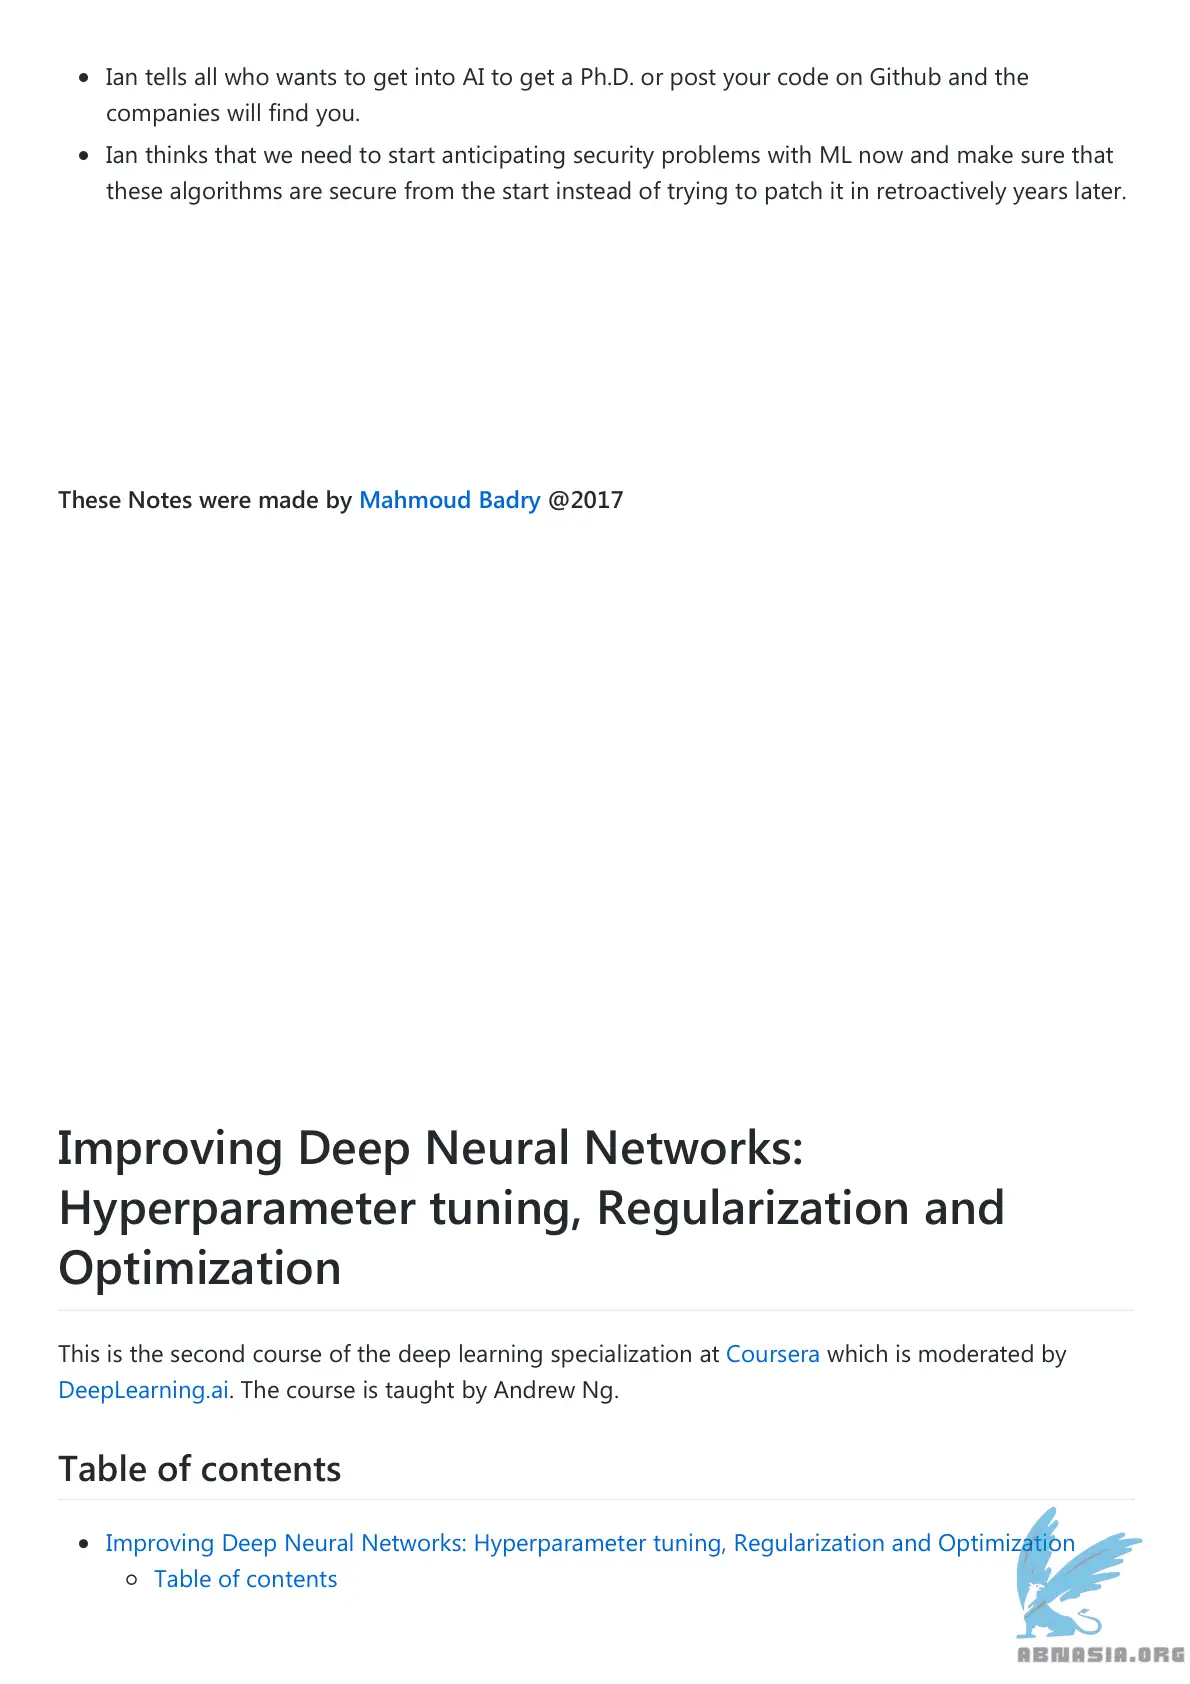 Ian tells all who wants to get into AI to get a Ph.D. or post your code on Github and the
companies will find you.
Ian thinks that we need to start anticipating security problems with ML now and make sure that
these algorithms are secure from the start instead of trying to patch it in retroactively years later.
These Notes were made by Mahmoud Badry @2017
Improving Deep Neural Networks:
Hyperparameter tuning, Regularization and
Optimization
This is the second course of the deep learning specialization at Coursera which is moderated by
DeepLearning.ai. The course is taught by Andrew Ng.
Table of contents
Improving Deep Neural Networks: Hyperparameter tuning, Regularization and Optimization
Table of contents
ABNASIA.ORG